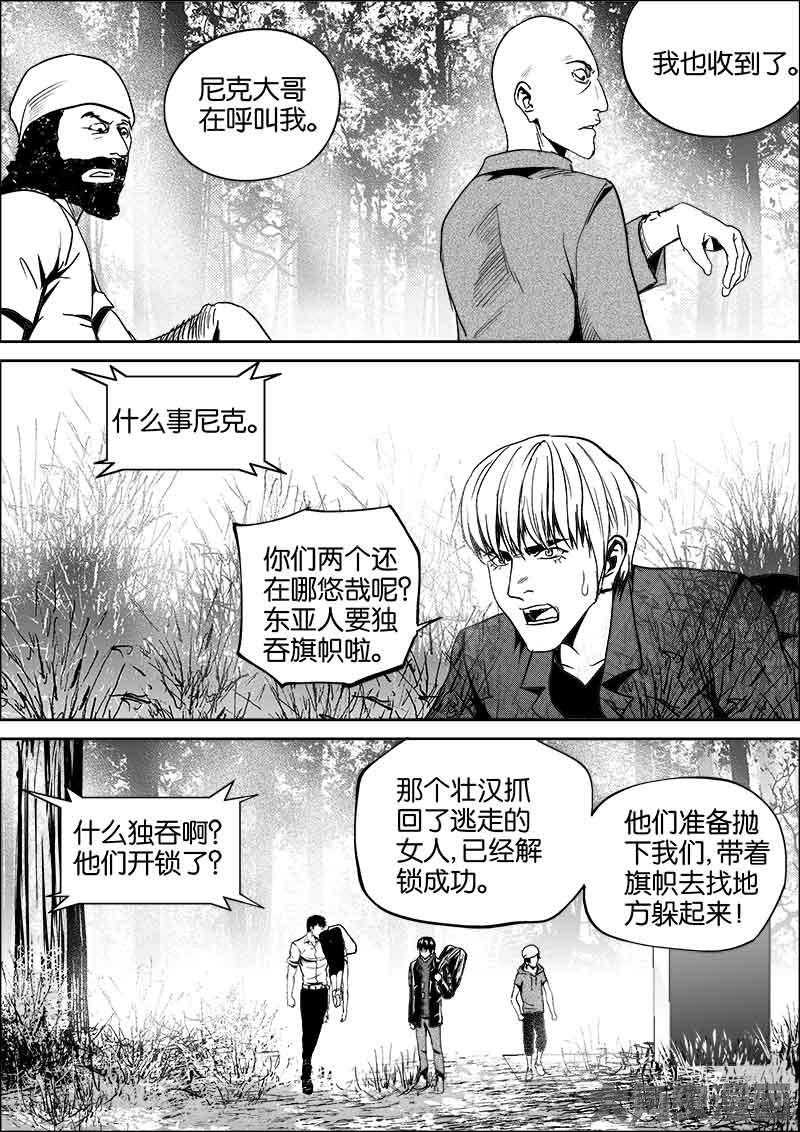 尼克大哥
在呼叫我。
我也收到了。
什么事尼克。
你们两个还
在哪悠哉呢?
东亚人要独
吞旗帜啦。
什么独吞啊?
他们开锁了?
那个壮汉抓
回了逃走的
女人,已经解
锁成功。
他们准备抛
下我们,带着
旗帜去找地
方躲起来!